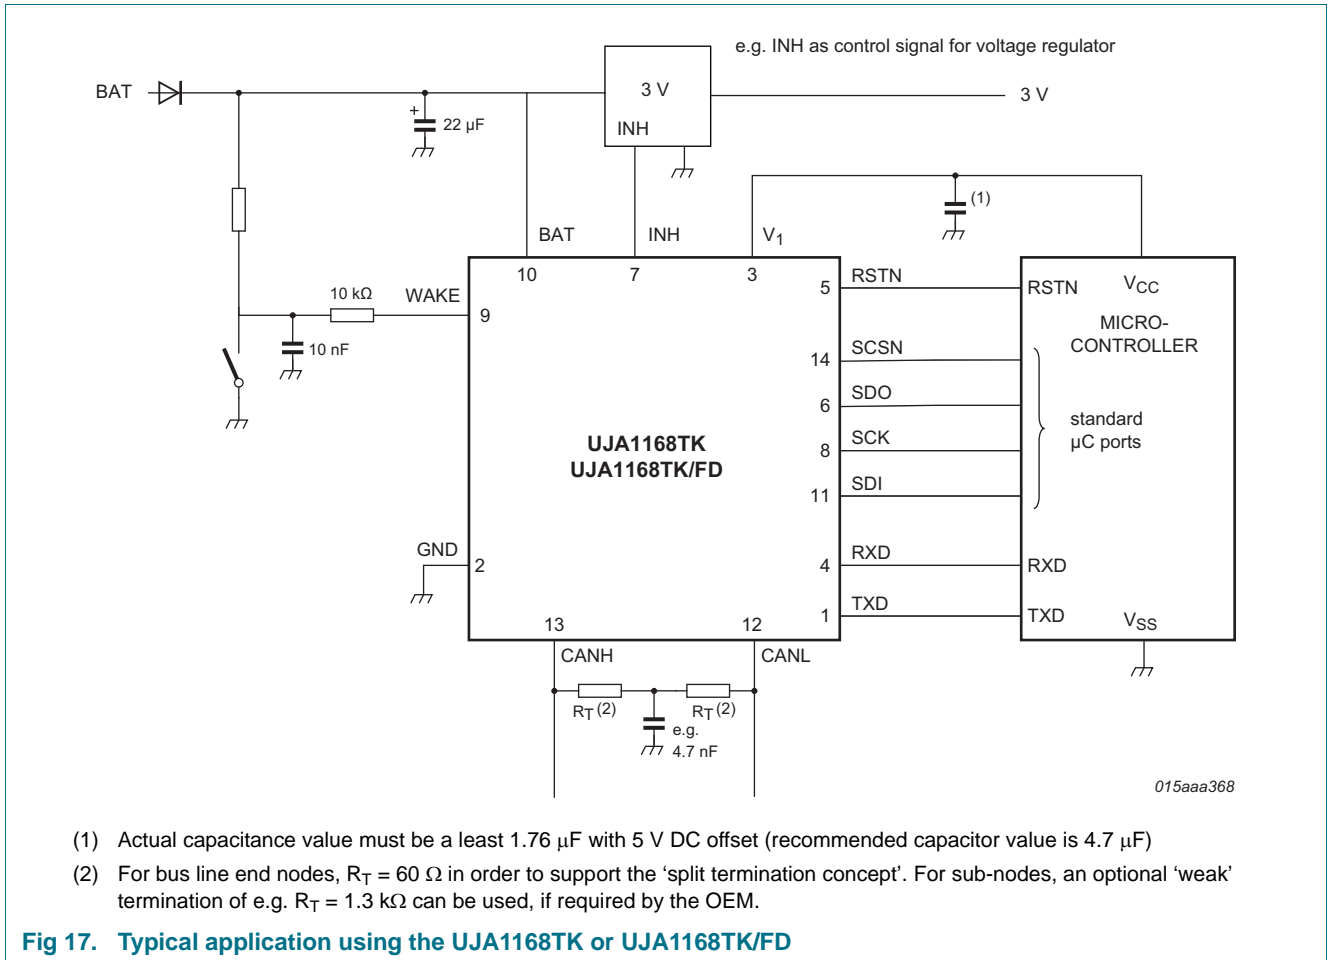 e.g. INH as control signal for voltage regulator
BAT
3 V
3 V
+
22 µF
INH
(1)
BAT
INH
V1
10
7
3
RSTN
5
RSTN
VCC
10 kΩ
WAKE
9
MICRO-
CONTROLLER
10 nF
SCSN
14
SDO
6
standard
µC ports
SCK
8
UJA1168TK
UJA1168TK/FD
SDI
11
GND
2
RXD
4
RXD
TXD
1
TXD
VSS
13
12
CANH
CANL
RT (2)
RT (2)
e.g.
4.7 nF
015aaa368
(1) Actual capacitance value must be a least 1.76 μF with 5 V DC offset (recommended capacitor value is 4.7 μF)
(2) For bus line end nodes, RT = 60 Ω in order to support the ‘split termination concept’. For sub-nodes, an optional ‘weak’
termination of e.g. RT = 1.3 kΩ can be used, if required by the OEM.
Fig 17. Typical application using the UJA1168TK or UJA1168TK/FD